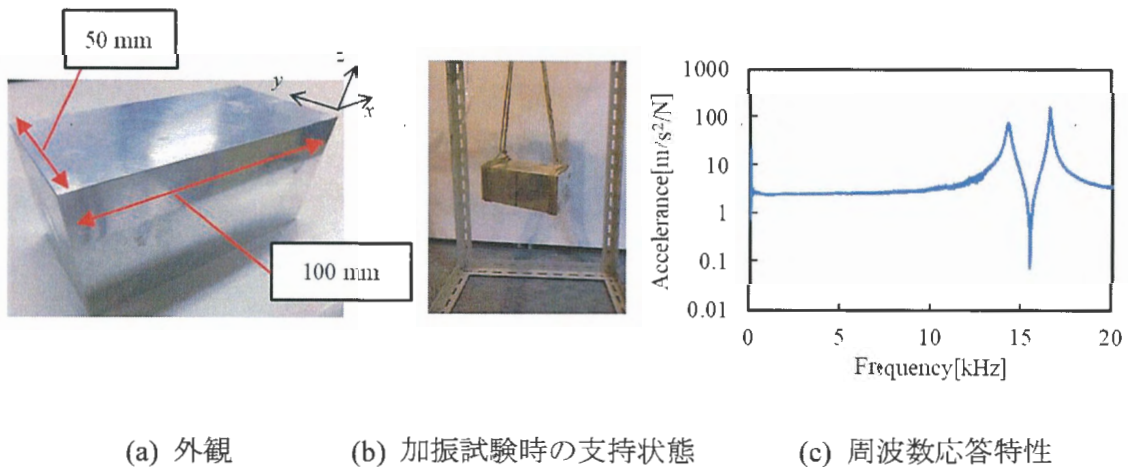 50 mm
z
y
x
100 mm
1000
100
10
1
0.1
0.01
Accelerance[m/s²/N]
0
5
10
15
20
Frequency[kHz]
(a) 外観
(b) 加振試験時の支持状態
(c) 周波数応答特性